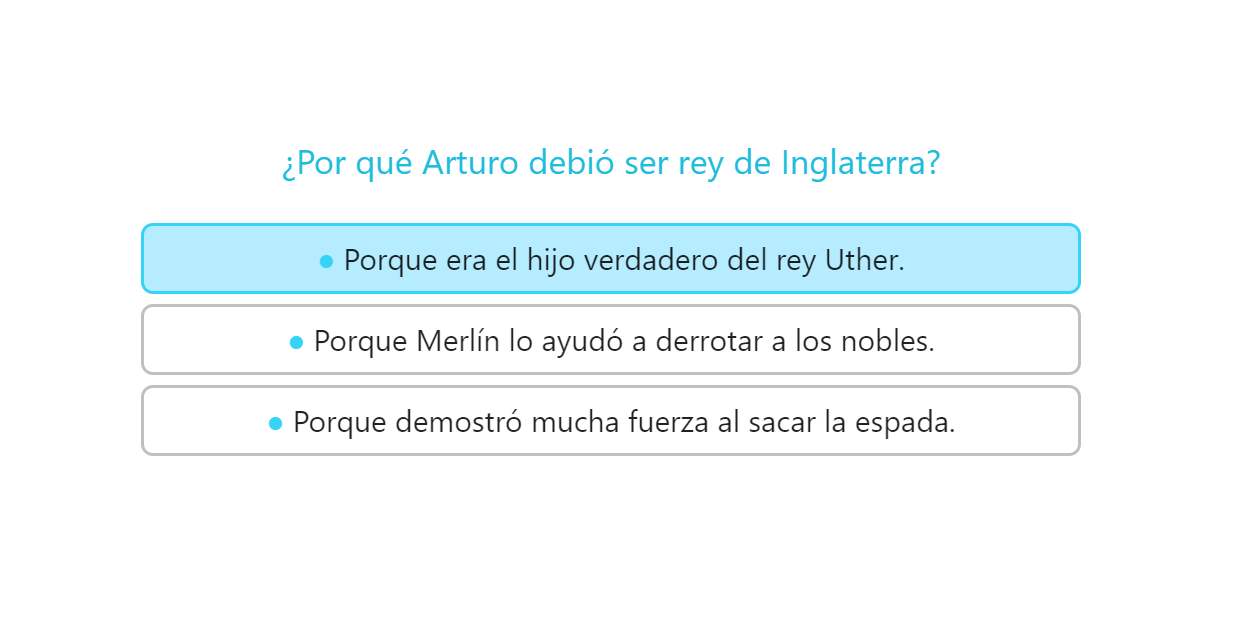 ¿Por qué Arturo debió ser rey de Inglaterra?
● Porque era el hijo verdadero del rey Uther.
● Porque Merlín lo ayudó a derrotar a los nobles.
● Porque demostró mucha fuerza al sacar la espada.